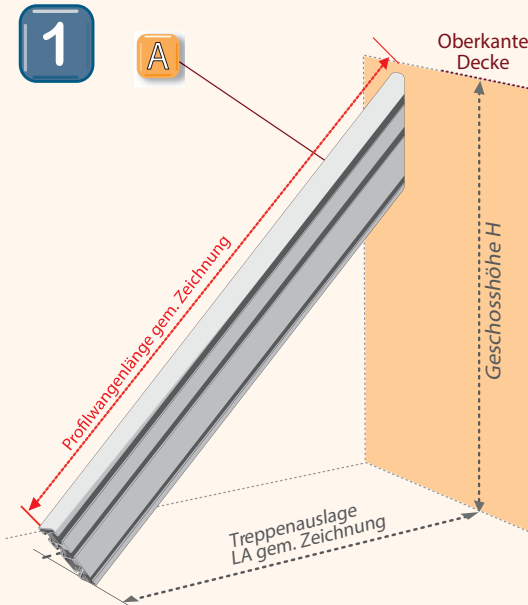 1
A
Oberkante
Decke
Profilwangenlänge gem. Zeichnung
Geschosshöhe H
Treppenauslage
LA gem. Zeichnung